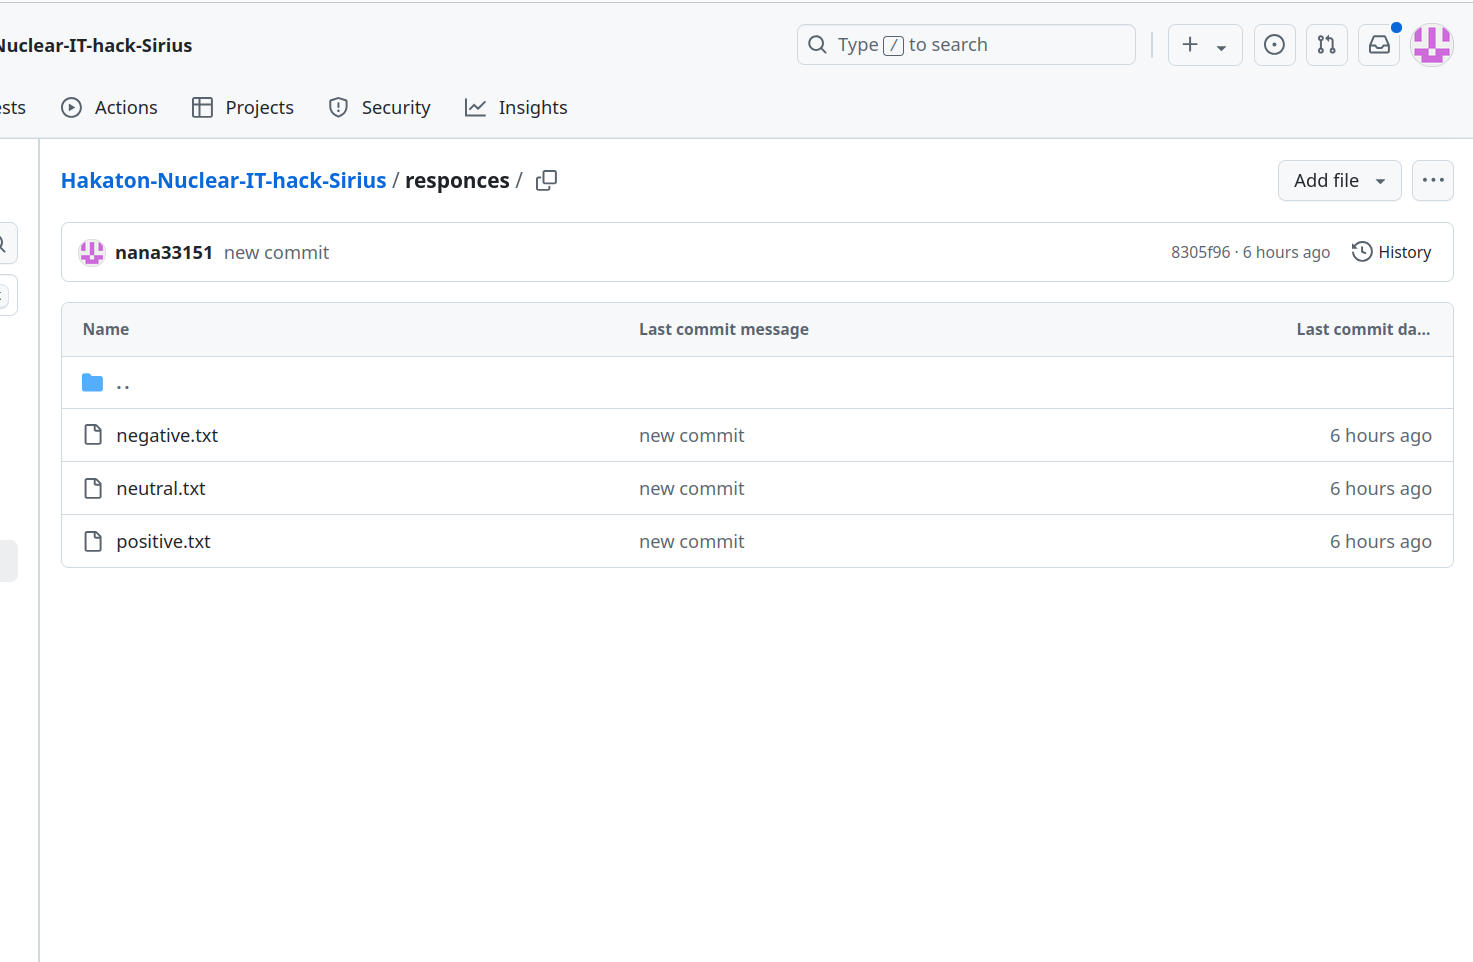 Nuclear-IT-hack-Sirius
Type / to search
ests
Actions
Projects
Security
Insights
Hakaton-Nuclear-IT-hack-Sirius / responces /
Add file
nana33151 new commit
8305f96 · 6 hours ago
History
Name Last commit message Last commit da...
..
negative.txt new commit 6 hours ago
neutral.txt new commit 6 hours ago
positive.txt new commit 6 hours ago